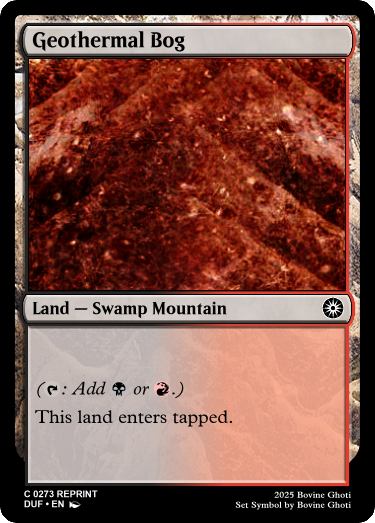 Geothermal Bog
Land — Swamp Mountain
(: Add or .)
This land enters tapped.
C 0273 REPRINT
DUF • EN
2025 Bovine Ghoti
Set Symbol by Bovine Ghoti